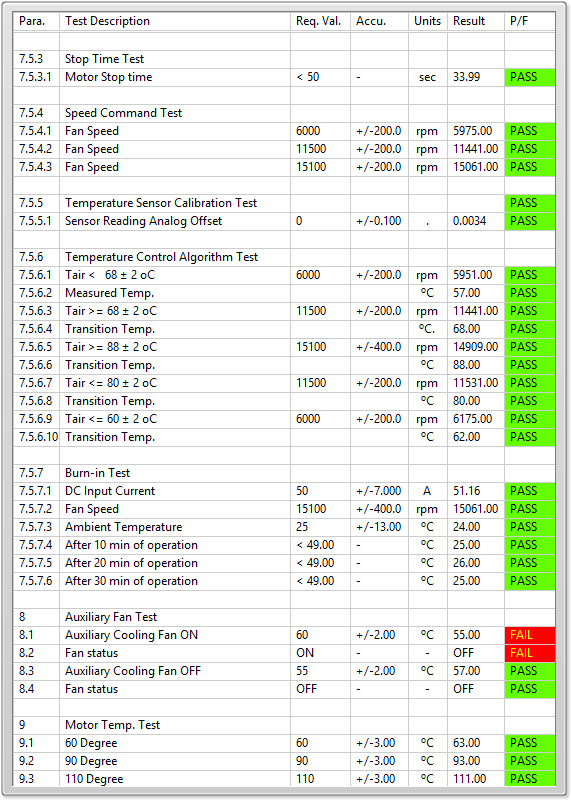 Para. Test Description Req. Val. Accu. Units Result P/F
7.5.3 Stop Time Test
7.5.3.1 Motor Stop time < 50 - sec 33.99 PASS
7.5.4 Speed Command Test
7.5.4.1 Fan Speed 6000 +/-200.0 rpm 5975.00 PASS
7.5.4.2 Fan Speed 11500 +/-200.0 rpm 11441.00 PASS
7.5.4.3 Fan Speed 15100 +/-200.0 rpm 15061.00 PASS
7.5.5 Temperature Sensor Calibration Test PASS
7.5.5.1 Sensor Reading Analog Offset 0 +/-0.100 . 0.0034 PASS
7.5.6 Temperature Control Algorithm Test
7.5.6.1 Tair < 68 ± 2 oC 6000 +/-200.0 rpm 5951.00 PASS
7.5.6.2 Measured Temp. ºC 57.00 PASS
7.5.6.3 Tair >= 68 ± 2 oC 11500 +/-200.0 rpm 11441.00 PASS
7.5.6.4 Transition Temp. ºC. 68.00 PASS
7.5.6.5 Tair >= 88 ± 2 oC 15100 +/-400.0 rpm 14909.00 PASS
7.5.6.6 Transition Temp. ºC 88.00 PASS
7.5.6.7 Tair <= 80 ± 2 oC 11500 +/-200.0 rpm 11531.00 PASS
7.5.6.8 Transition Temp. ºC 80.00 PASS
7.5.6.9 Tair <= 60 ± 2 oC 6000 +/-200.0 rpm 6175.00 PASS
7.5.6.10 Transition Temp. ºC 62.00 PASS
7.5.7 Burn-in Test
7.5.7.1 DC Input Current 50 +/-7.000 A 51.16 PASS
7.5.7.2 Fan Speed 15100 +/-400.0 rpm 15061.00 PASS
7.5.7.3 Ambient Temperature 25 +/-13.00 ºC 24.00 PASS
7.5.7.4 After 10 min of operation < 49.00 - ºC 25.00 PASS
7.5.7.5 After 20 min of operation < 49.00 - ºC 26.00 PASS
7.5.7.6 After 30 min of operation < 49.00 - ºC 25.00 PASS
8 Auxiliary Fan Test
8.1 Auxiliary Cooling Fan ON 60 +/-2.00 ºC 55.00 FAIL
8.2 Fan status ON - - OFF FAIL
8.3 Auxiliary Cooling Fan OFF 55 +/-2.00 ºC 57.00 PASS
8.4 Fan status OFF - - OFF PASS
9 Motor Temp. Test
9.1 60 Degree 60 +/-3.00 ºC 63.00 PASS
9.2 90 Degree 90 +/-3.00 ºC 93.00 PASS
9.3 110 Degree 110 +/-3.00 ºC 111.00 PASS